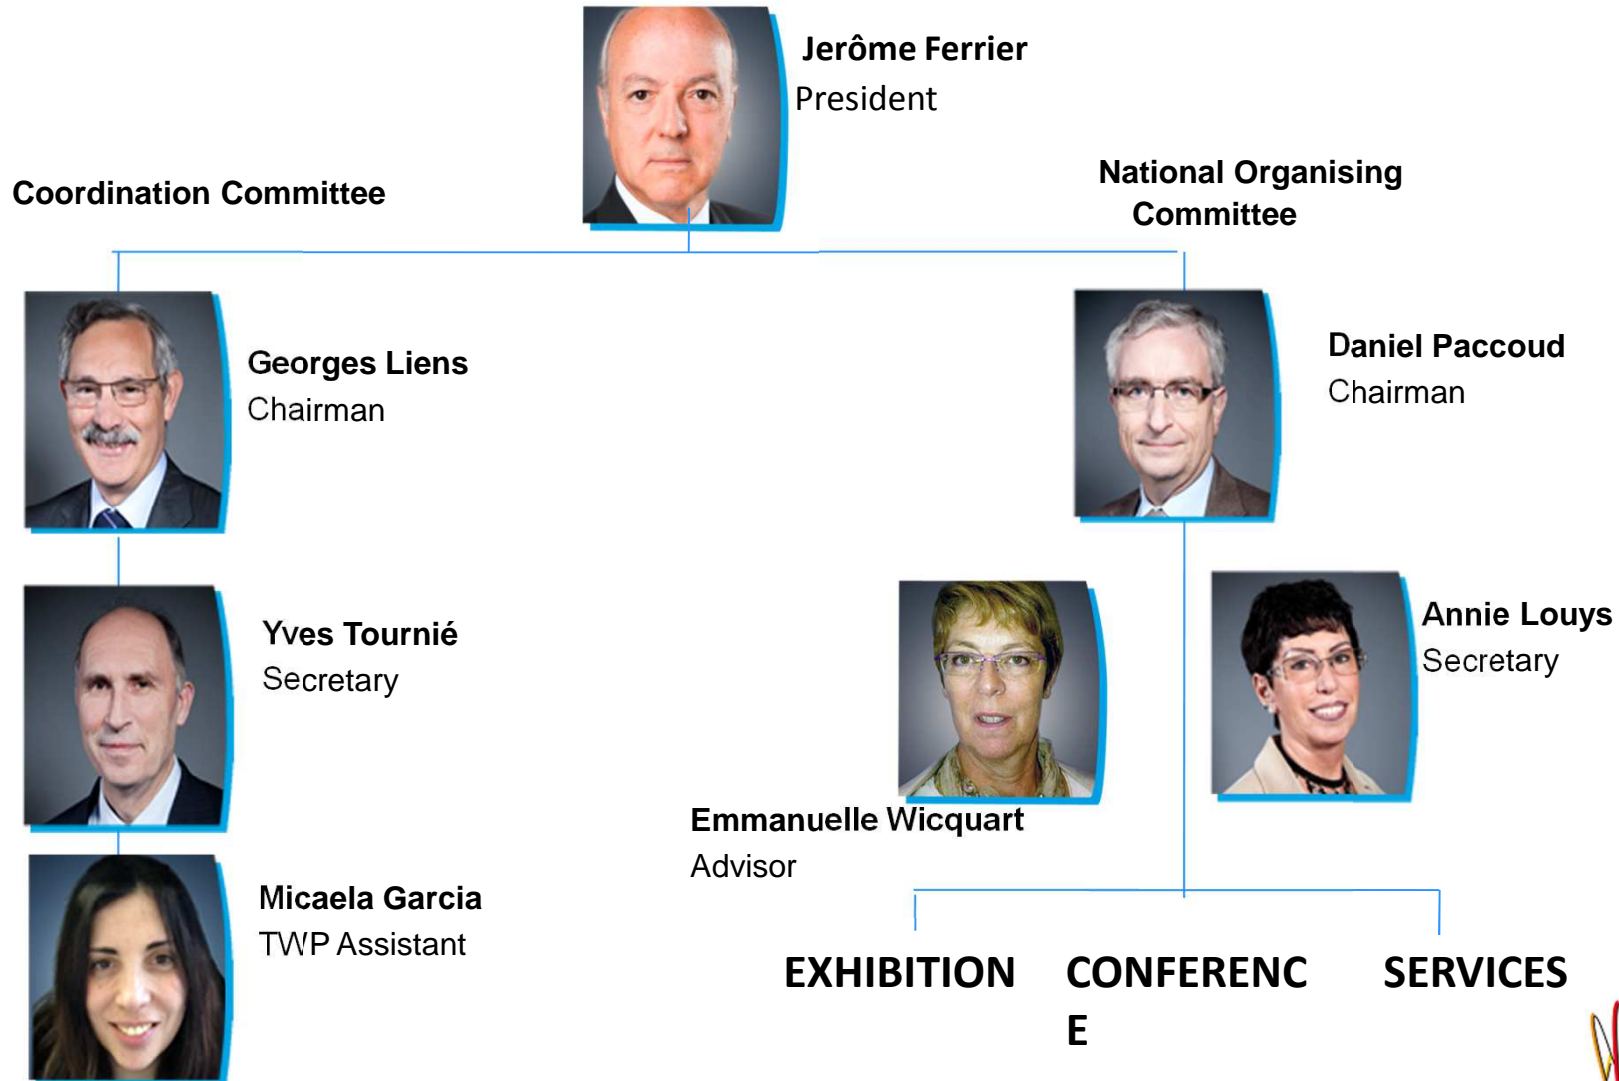 Jerôme Ferrier
President
Coordination Committee
National Organising
Committee
Georges Liens
Chairman
Daniel Paccoud
Chairman
Yves Tournié
Secretary
Annie Louys
Secretary
Emmanuelle Wicquart
Advisor
Micaela Garcia
TWP Assistant
EXHIBITION
CONFERENC
E
SERVICES